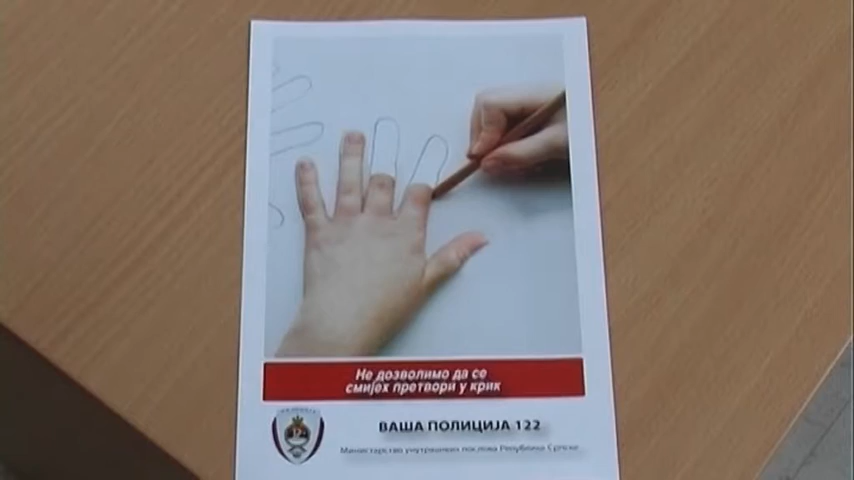 Не дозволимо да се
смијех претвори у крик
ВАША ПОЛИЦИЈА 122
Министарство унутрашњих послова Републике Српске